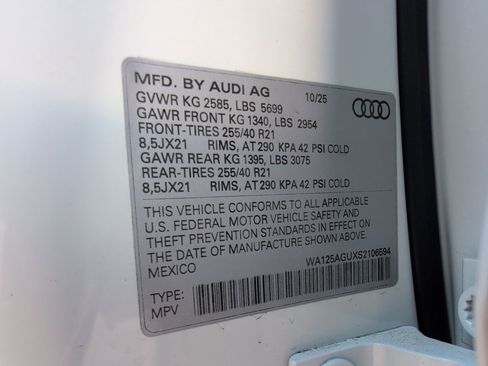 MFD. BY AUDI AG 10/25
GVWR KG 2585, LBS 5699
GAWR FRONT KG 1340, LBS 2954
FRONT-TIRES 255/40 R21
8,5JX21 RIMS, AT 290 KPA 42 PSI COLD
GAWR REAR KG 1395, LBS 3075
REAR-TIRES 255/40 R21
8,5JX21 RIMS, AT 290 KPA 42 PSI COLD
THIS VEHICLE CONFORMS TO ALL APPLICABLE
U.S. FEDERAL MOTOR VEHICLE SAFETY AND
THEFT PREVENTION STANDARDS IN EFFECT ON
THE DATE OF MANUFACTURE SHOWN ABOVE.
MEXICO WA125AGUXS2106594
TYPE:
MPV